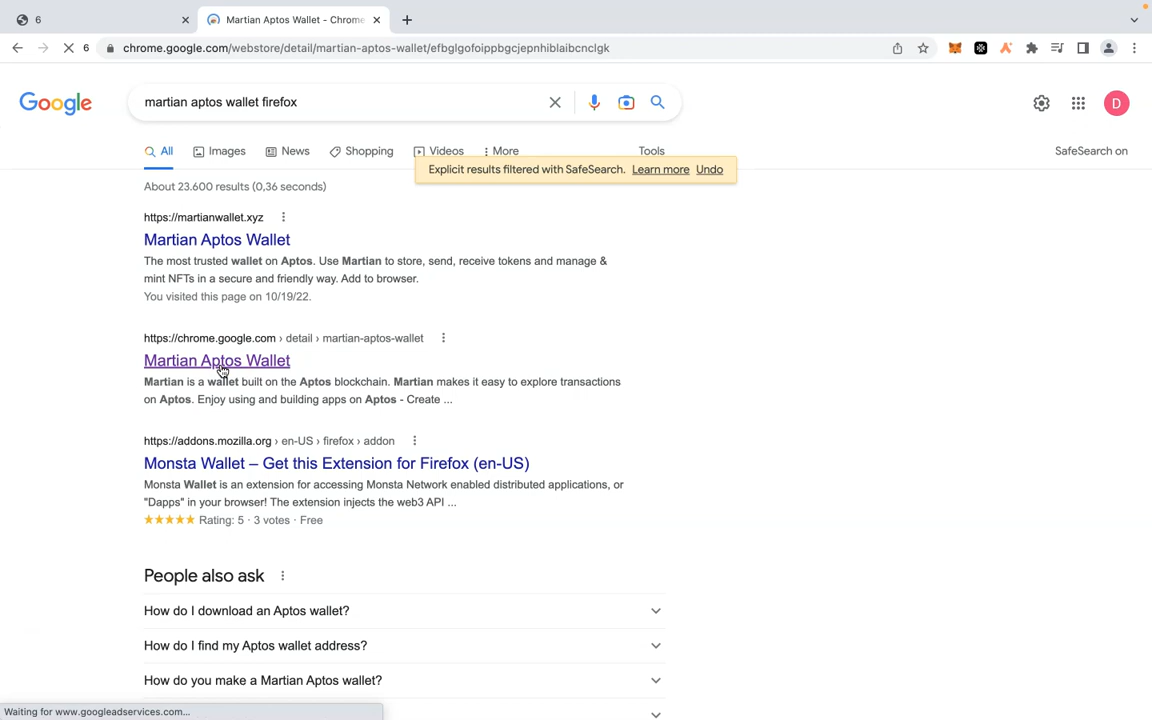 6
Martian Aptos Wallet - Chrome
6
chrome.google.com/webstore/detail/martian-aptos-wallet/efbglgofoippbgcjepnhiblaibcnclgk
Google
martian aptos wallet firefox
D
All
Images
News
Shopping
Videos
More
Tools
SafeSearch on
Explicit results filtered with SafeSearch. Learn more Undo
About 23.600 results (0,36 seconds)
https://martianwallet.xyz
Martian Aptos Wallet
The most trusted wallet on Aptos. Use Martian to store, send, receive tokens and manage &
mint NFTs in a secure and friendly way. Add to browser.
You visited this page on 10/19/22.
https://chrome.google.com › detail › martian-aptos-wallet
Martian Aptos Wallet
Martian is a wallet built on the Aptos blockchain. Martian makes it easy to explore transactions
on Aptos. Enjoy using and building apps on Aptos - Create ...
https://addons.mozilla.org › en-US › firefox › addon
Monsta Wallet – Get this Extension for Firefox (en-US)
Monsta Wallet is an extension for accessing Monsta Network enabled distributed applications, or
"Dapps" in your browser! The extension injects the web3 API ...
Rating: 5 · 3 votes · Free
People also ask
How do I download an Aptos wallet?
How do I find my Aptos wallet address?
How do you make a Martian Aptos wallet?
Waiting for www.googleadservices.com...